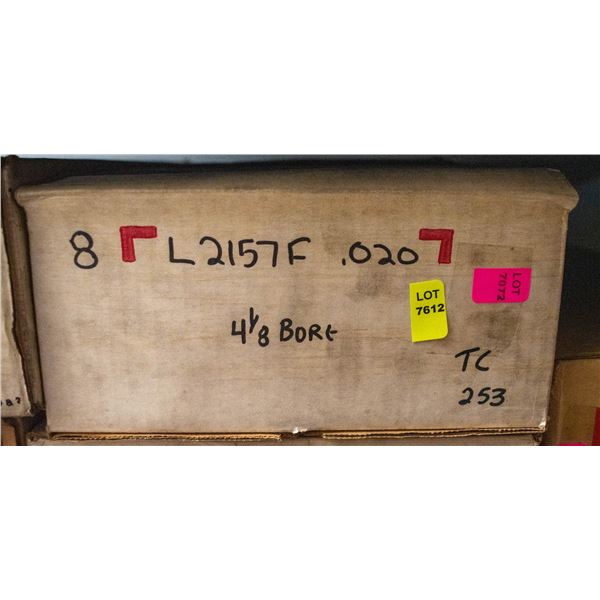 8 L2157F .020
LOT
7612
LOT
7072
4 1/8 BORE
TC
253